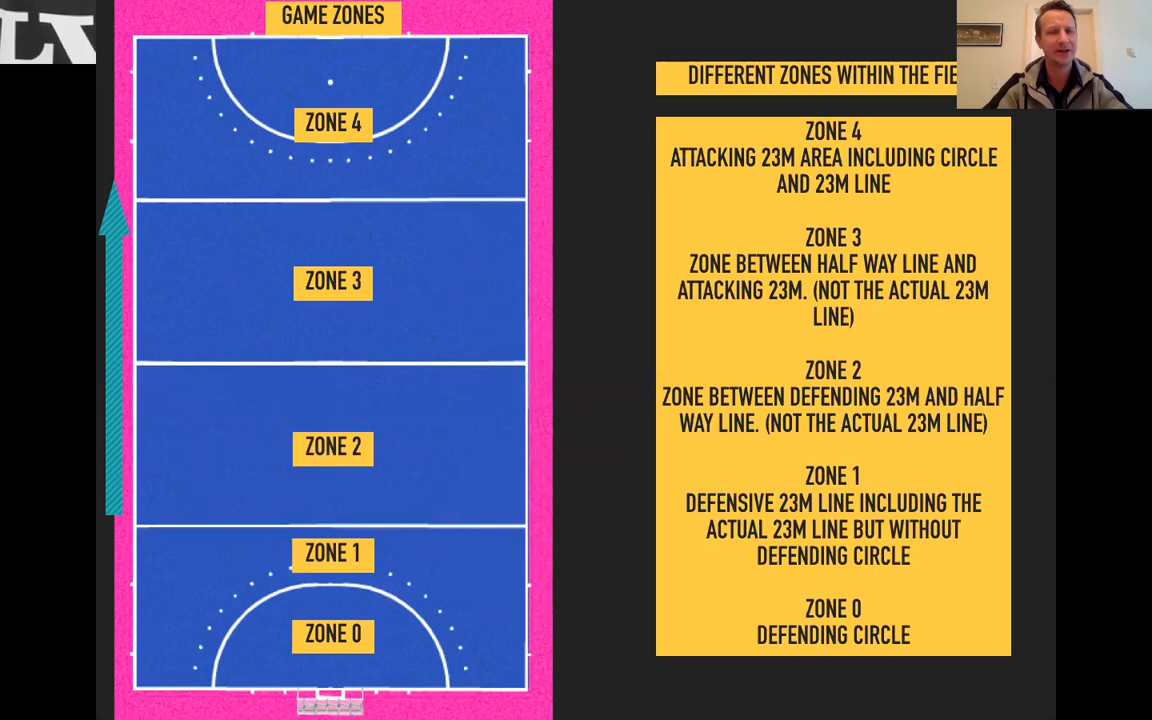 GAME ZONES
ZONE 4
ZONE 3
ZONE 2
ZONE 1
ZONE 0
DIFFERENT ZONES WITHIN THE
ZONE 4
ATTACKING 23M AREA INCLUDING CIRCLE
AND 23M LINE
ZONE 3
ZONE BETWEEN HALF WAY LINE AND
ATTACKING 23M. (NOT THE ACTUAL 23M
LINE)
ZONE 2
ZONE BETWEEN DEFENDING 23M AND HALF
WAY LINE. (NOT THE ACTUAL 23M LINE)
ZONE 1
DEFENSIVE 23M LINE INCLUDING THE
ACTUAL 23M LINE BUT WITHOUT
DEFENDING CIRCLE
ZONE 0
DEFENDING CIRCLE